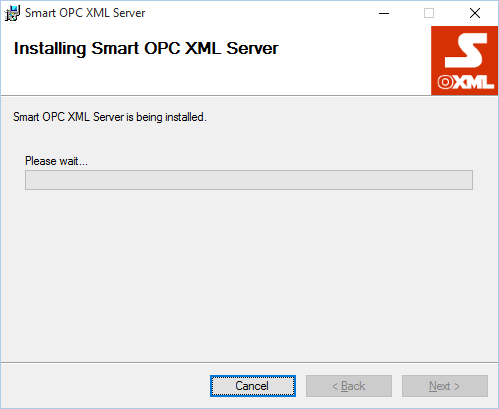 Smart OPC XML Server
Installing Smart OPC XML Server
S
OXML
Smart OPC XML Server is being installed.
Please wait...
Cancel
< Back
Next >